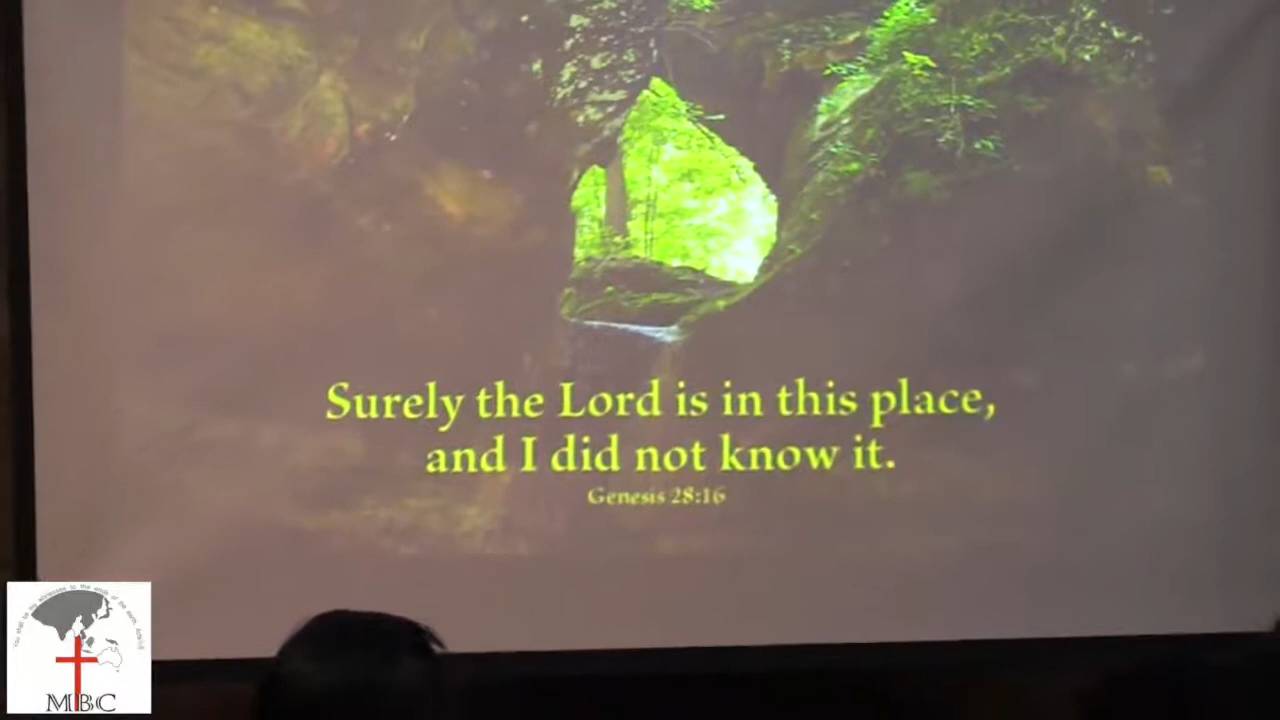 Surely the Lord is in this place,
and I did not know it.
Genesis 28:16
MBC